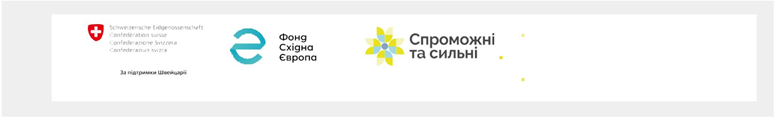 Schweizerische Eidgenossenschaft
Confédération suisse
Confederazione Svizzera
Confederaziun svizra
За підтримки Швейцарії
Фонд
Східна
Європа
Спроможні
та сильні